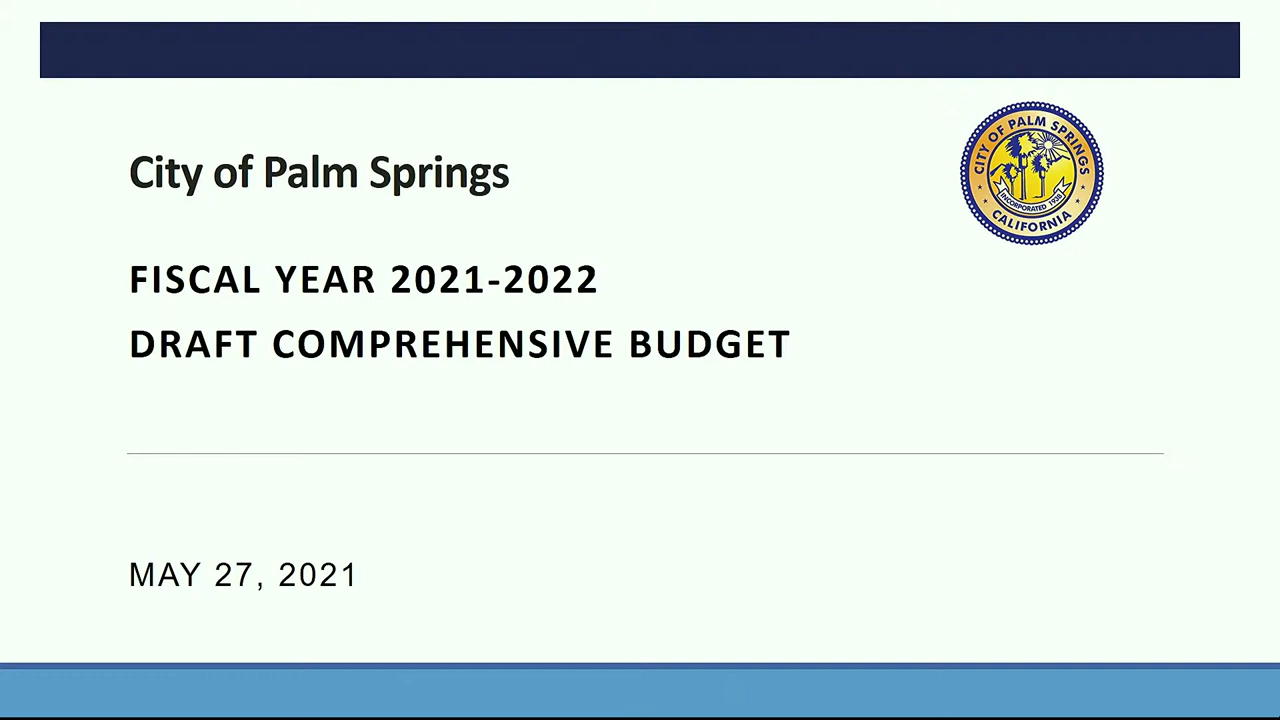 City of Palm Springs
CITY OF PALM SPRINGS
INCORPORATED 1938
CALIFORNIA
FISCAL YEAR 2021-2022
DRAFT COMPREHENSIVE BUDGET
MAY 27, 2021